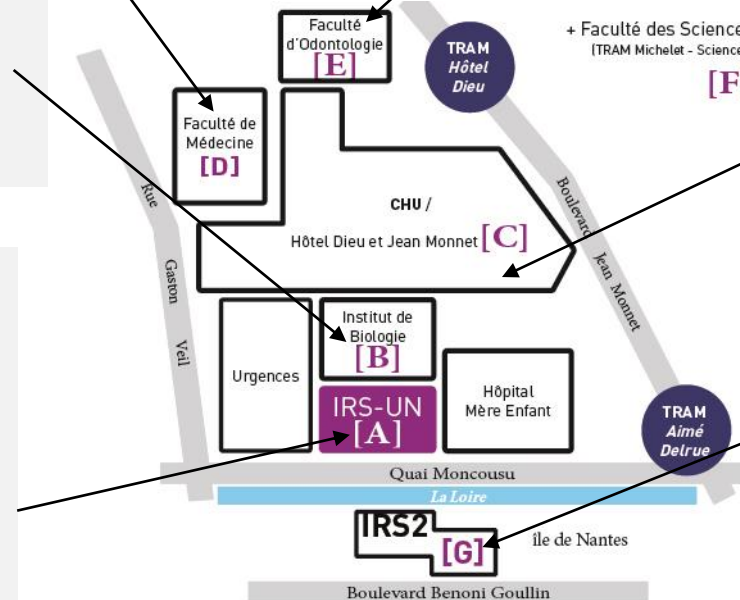 Faculté
d'Odontologie
[E]
TRAM
Hôtel
Dieu
+ Faculté des Science
(TRAM Michelet - Science
[F
Faculté de
Médecine
[D]
Rue
Gaston
Veil
CHU /
Hôtel Dieu et Jean Monnet [C]
Boulevard
Jean Monnet
Institut de
Biologie
[B]
Urgences
IRS-UN
[A]
Hôpital
Mère Enfant
TRAM
Aimé
Delrue
Quai Moncousu
La Loire
IRS2
[G]
île de Nantes
Boulevard Benoni Goullin